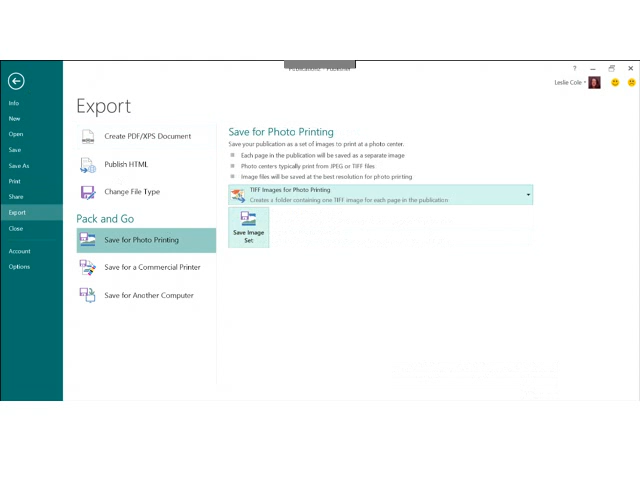 Publication2 - Publisher
?
Leslie Cole
Info
New
Open
Save
Save As
Print
Share
Export
Close
Account
Options
Export
Create PDF/XPS Document
Publish HTML
Change File Type
Pack and Go
Save for Photo Printing
Save for a Commercial Printer
Save for Another Computer
Save for Photo Printing
Save your publication as a set of images to print at a photo center.
Each page in the publication will be saved as a separate image
Photo centers typically print from JPEG or TIFF files
Image files will be saved at the best resolution for photo printing
TIFF Images for Photo Printing
Creates a folder containing one TIFF image for each page in the publication
Save Image
Set